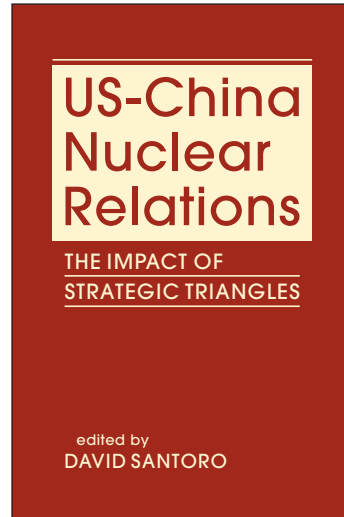 US-China
Nuclear
Relations
THE IMPACT OF
STRATEGIC TRIANGLES
edited by
DAVID SANTORO